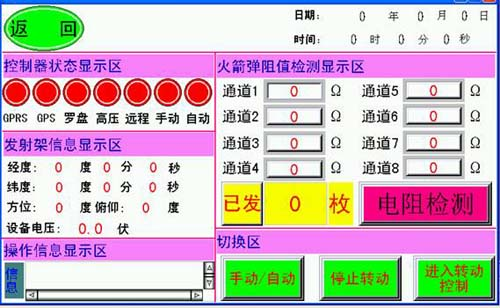 返 回
日期: 0 年 0 月 0 日
时间: 0 时 0 分 0 秒
控制器状态显示区
GPRS GPS 罗盘 高压 远程 手动 自动
发射架信息显示区
经度: 0 度 0 分 0 秒
纬度: 0 度 0 分 0 秒
方位: 0 度 俯仰: 0 度
设备电压: 0.0 伏
操作信息显示区
信息
火箭弹阻值检测显示区
通道1 0 Ω 通道5 0 Ω
通道2 0 Ω 通道6 0 Ω
通道3 0 Ω 通道7 0 Ω
通道4 0 Ω 通道8 0 Ω
已发 0 枚 电阻检测
切换区
手动/自动 停止转动 进入转动
控制